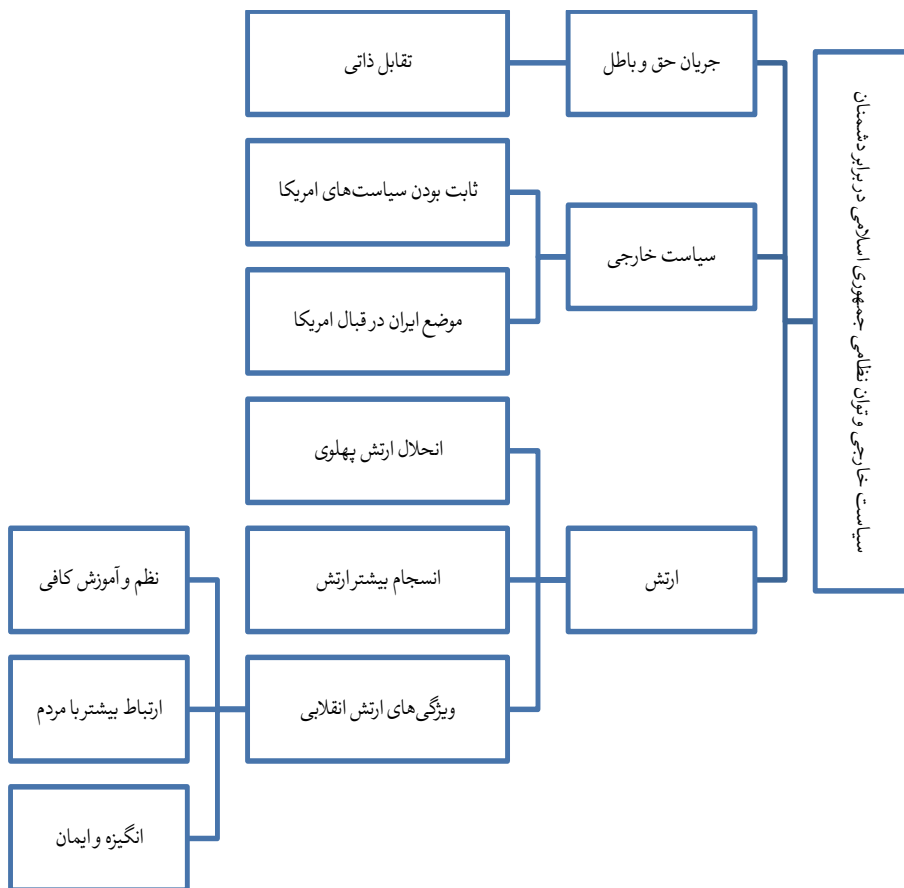 سیاست خارجی و توان نظامی جمهوری اسلامی در برابر دشمنان
جریان حق و باطل
تقابل ذاتی
سیاست خارجی
ثابت بودن سیاست‌های امریکا
موضع ایران در قبال امریکا
ارتش
انحلال ارتش پهلوی
انسجام بیشتر ارتش
ویژگی‌های ارتش انقلابی
نظم و آموزش کافی
ارتباط بیشتر با مردم
انگیزه و ایمان